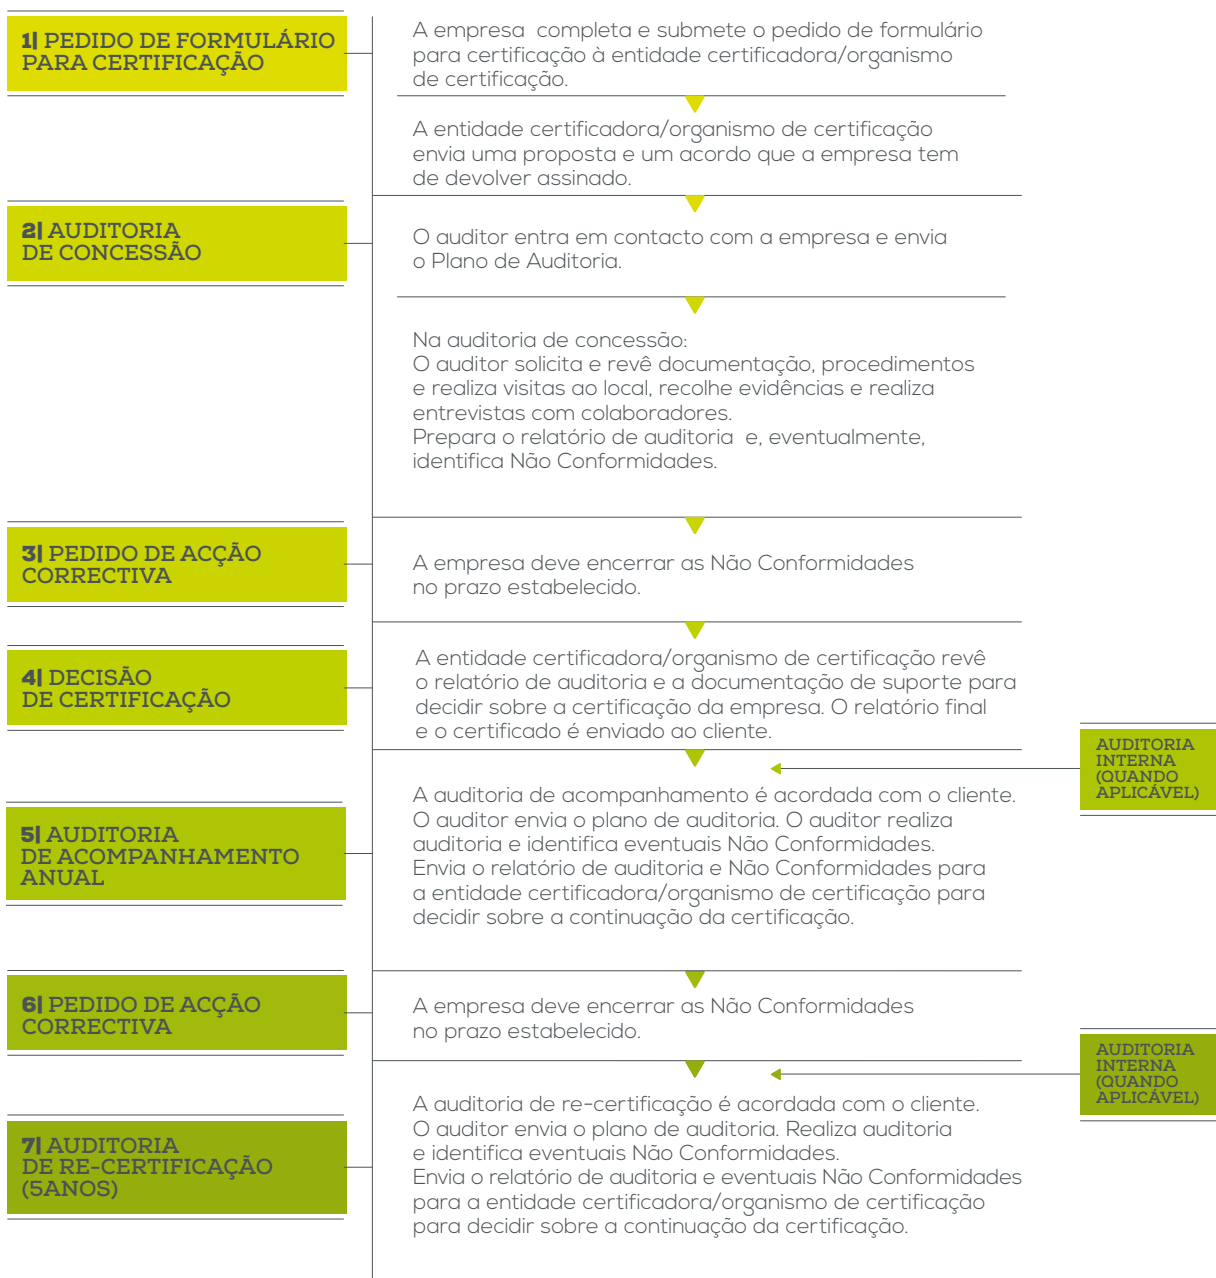 1| PEDIDO DE FORMULÁRIO
PARA CERTIFICAÇÃO
A empresa completa e submete o pedido de formulário
para certificação à entidade certificadora/organismo
de certificação.
A entidade certificadora/organismo de certificação
envia uma proposta e um acordo que a empresa tem
de devolver assinado.
2| AUDITORIA
DE CONCESSÃO
O auditor entra em contacto com a empresa e envia
o Plano de Auditoria.
Na auditoria de concessão:
O auditor solicita e revê documentação, procedimentos
e realiza visitas ao local, recolhe evidências e realiza
entrevistas com colaboradores.
Prepara o relatório de auditoria e, eventualmente,
identifica Não Conformidades.
3| PEDIDO DE ACÇÃO
CORRECTIVA
A empresa deve encerrar as Não Conformidades
no prazo estabelecido.
4| DECISÃO
DE CERTIFICAÇÃO
A entidade certificadora/organismo de certificação revê
o relatório de auditoria e a documentação de suporte para
decidir sobre a certificação da empresa. O relatório final
e o certificado é enviado ao cliente.
AUDITORIA
INTERNA
(QUANDO
APLICÁVEL)
5| AUDITORIA
DE ACOMPANHAMENTO
ANUAL
A auditoria de acompanhamento é acordada com o cliente.
O auditor envia o plano de auditoria. O auditor realiza
auditoria e identifica eventuais Não Conformidades.
Envia o relatório de auditoria e Não Conformidades para
a entidade certificadora/organismo de certificação para
decidir sobre a continuação da certificação.
6| PEDIDO DE ACÇÃO
CORRECTIVA
A empresa deve encerrar as Não Conformidades
no prazo estabelecido.
AUDITORIA
INTERNA
(QUANDO
APLICÁVEL)
7| AUDITORIA
DE RE-CERTIFICAÇÃO
(5ANOS)
A auditoria de re-certificação é acordada com o cliente.
O auditor envia o plano de auditoria. Realiza auditoria
e identifica eventuais Não Conformidades.
Envia o relatório de auditoria e eventuais Não Conformidades
para a entidade certificadora/organismo de certificação
para decidir sobre a continuação da certificação.